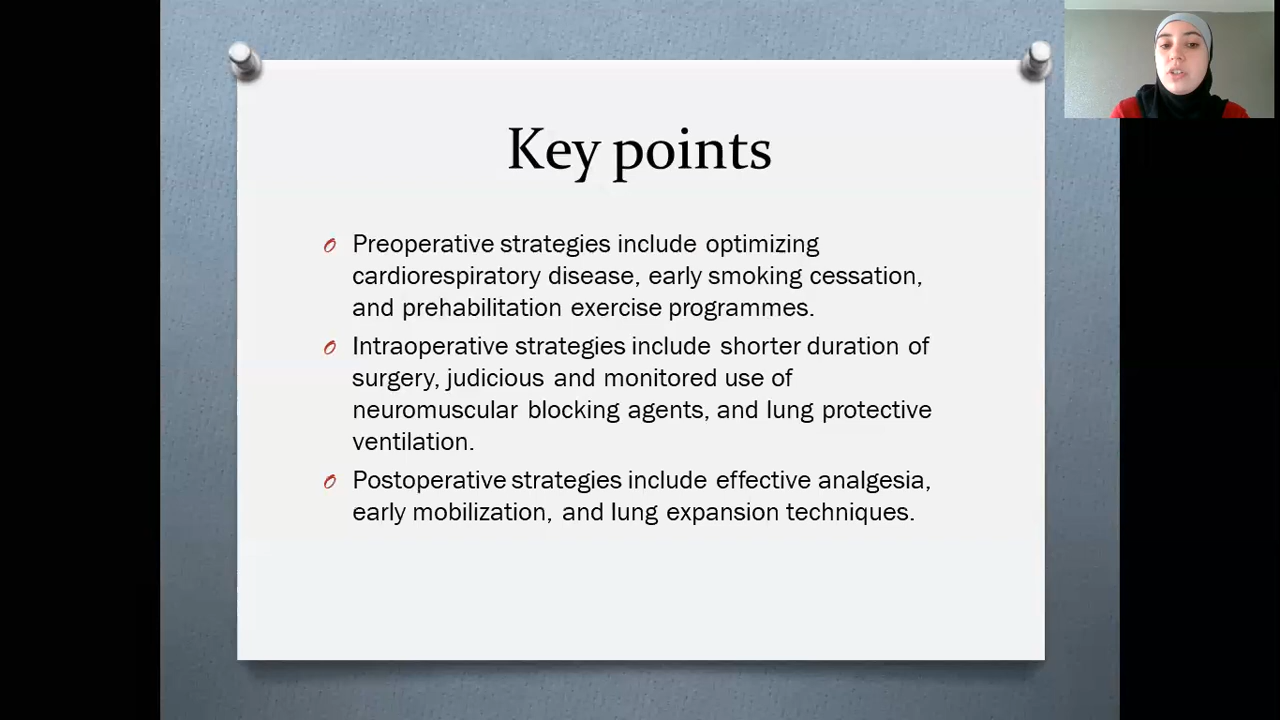 Key points
Preoperative strategies include optimizing
cardiorespiratory disease, early smoking cessation,
and prehabilitation exercise programmes.
Intraoperative strategies include shorter duration of
surgery, judicious and monitored use of
neuromuscular blocking agents, and lung protective
ventilation.
Postoperative strategies include effective analgesia,
early mobilization, and lung expansion techniques.